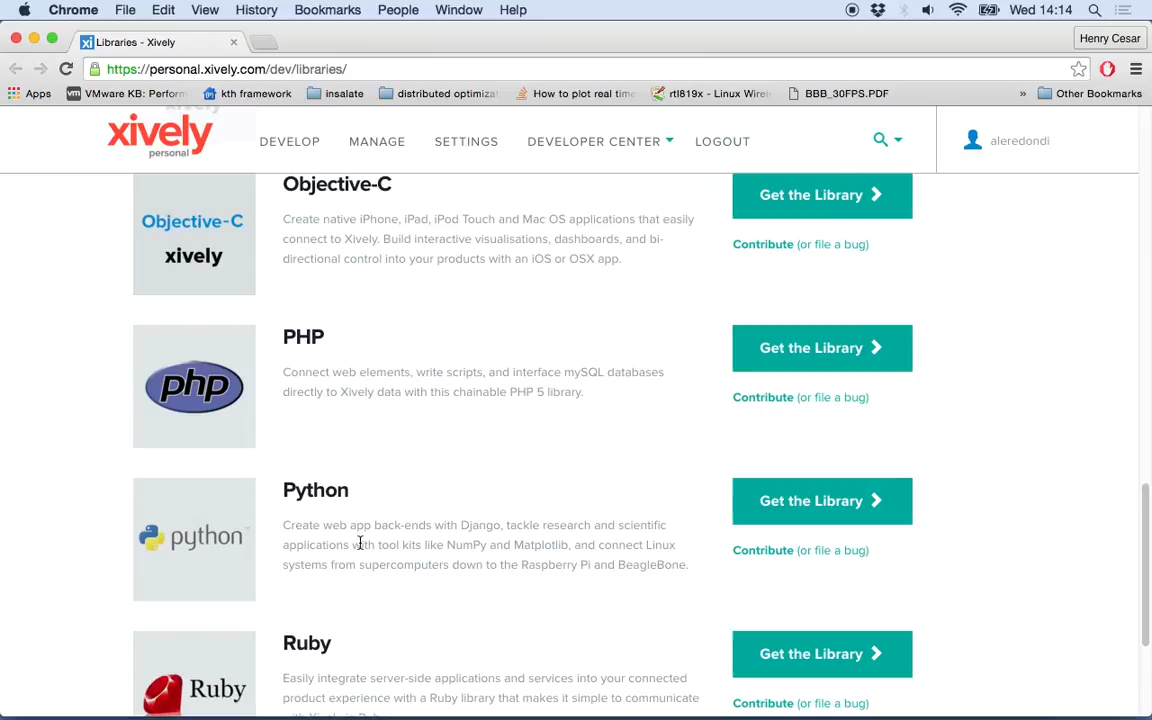 Chrome File Edit View History Bookmarks People Window Help Wed 14:14
Libraries - Xively
Henry Cesar
https://personal.xively.com/dev/libraries/
Apps VMware KB: Perform kth framework insalate distributed optimizat How to plot real time rtl819x - Linux Wirel BBB_30FPS.PDF » Other Bookmarks
xively
personal
DEVELOP MANAGE SETTINGS DEVELOPER CENTER LOGOUT aleredondi
Objective-C
Get the Library
Objective-C
xively
Create native iPhone, iPad, iPod Touch and Mac OS applications that easily
connect to Xively. Build interactive visualisations, dashboards, and bi-
directional control into your products with an iOS or OSX app.
Contribute (or file a bug)
PHP
Get the Library
php
Connect web elements, write scripts, and interface mySQL databases
directly to Xively data with this chainable PHP 5 library.
Contribute (or file a bug)
Python
Get the Library
python
Create web app back-ends with Django, tackle research and scientific
applications with tool kits like NumPy and Matplotlib, and connect Linux
systems from supercomputers down to the Raspberry Pi and BeagleBone.
Contribute (or file a bug)
Ruby
Get the Library
Ruby
Easily integrate server-side applications and services into your connected
product experience with a Ruby library that makes it simple to communicate
Contribute (or file a bug)